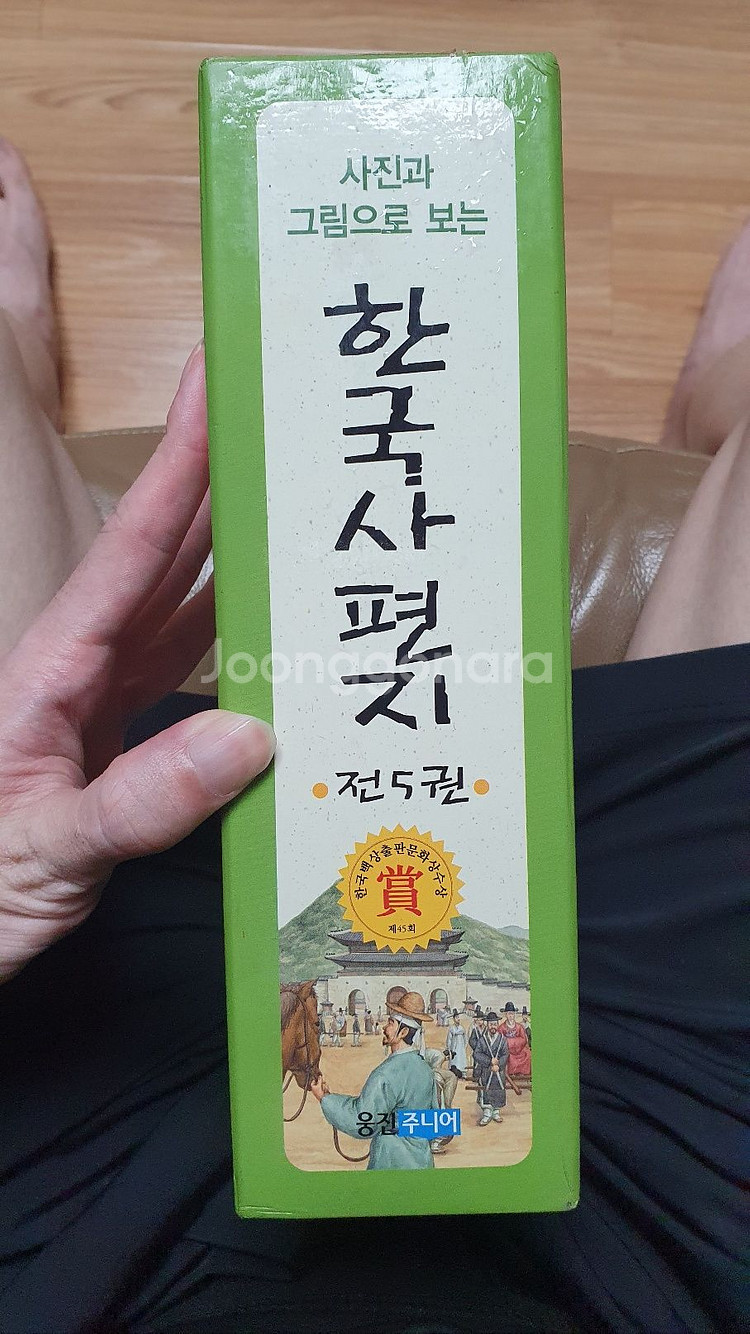 사진과
그림으로 보는
한국사편지
Joonggonara
전5권
한국백상출판문화상수상
賞
제45회
웅진주니어